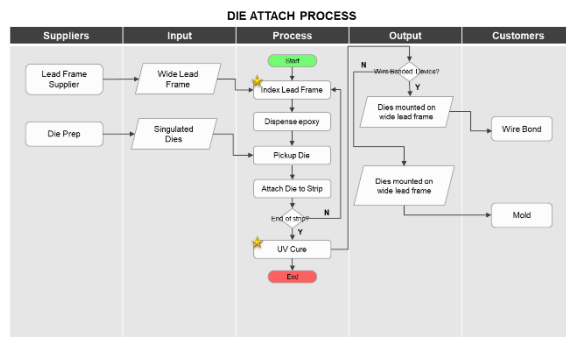 DIE ATTACH PROCESS
Suppliers
Input
Process
Output
Customers
Lead Frame
Supplier
Die Prep
Wide Lead
Frame
Singulated
Dies
Start
Index Lead Frame
Dispense epoxy
Pickup Die
Attach Die to Strip
End of strip?
N
Y
UV Cure
End
Wire Bonded Device?
N
Y
Dies mounted on
wide lead frame
Dies mounted on
wide lead frame
Wire Bond
Mold